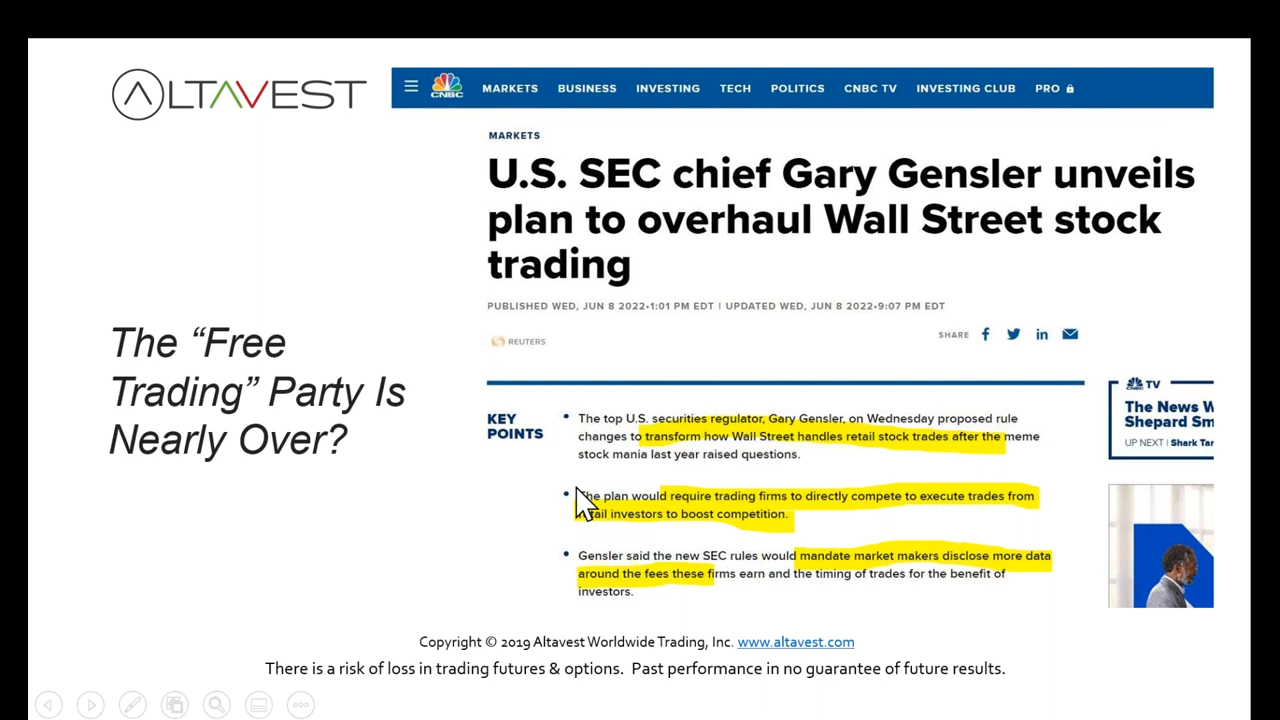 ALTAVEST
CNBC
MARKETS BUSINESS INVESTING TECH POLITICS CNBC TV INVESTING CLUB PRO
MARKETS
U.S. SEC chief Gary Gensler unveils
plan to overhaul Wall Street stock
trading
PUBLISHED WED, JUN 8 2022•1:01 PM EDT | UPDATED WED, JUN 8 2022•9:07 PM EDT
REUTERS
SHARE
The “Free
Trading” Party Is
Nearly Over?
KEY
POINTS
• The top U.S. securities regulator, Gary Gensler, on Wednesday proposed rule
changes to transform how Wall Street handles retail stock trades after the meme
stock mania last year raised questions.
• The plan would require trading firms to directly compete to execute trades from
retail investors to boost competition.
• Gensler said the new SEC rules would mandate market makers disclose more data
around the fees these firms earn and the timing of trades for the benefit of
investors.
CNBC TV
The News W
Shepard Sm
UP NEXT | Shark Tan
Copyright © 2019 Altavest Worldwide Trading, Inc. www.altavest.com
There is a risk of loss in trading futures & options. Past performance in no guarantee of future results.